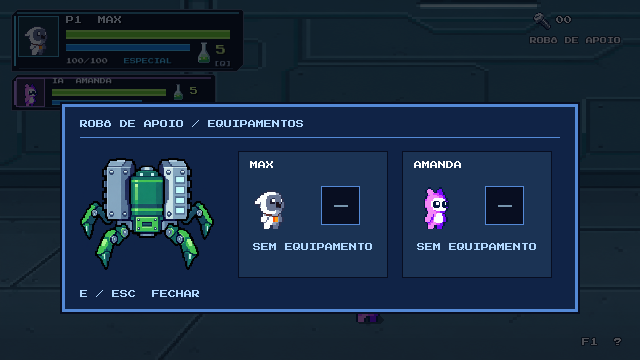 P1 MAX
5
100/100 ESPECIAL
[Q]
IA AMANDA
5
00
ROBÔ DE APOIO
ROBÔ DE APOIO / EQUIPAMENTOS
MAX
—
SEM EQUIPAMENTO
AMANDA
—
SEM EQUIPAMENTO
E / ESC FECHAR
F1 ?